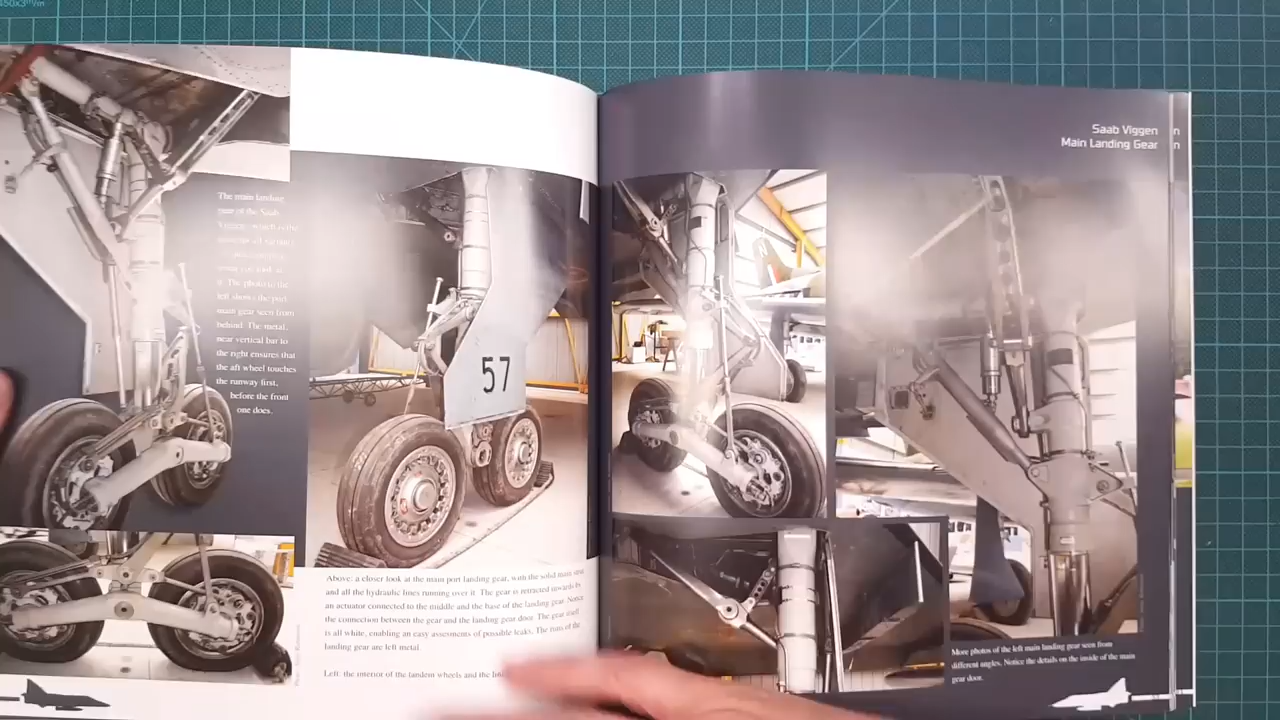 The main landing
gear of the Saab
Viggen, which is the
it. The photo to the
left shows the port
main gear seen from
behind. The metal,
near vertical bar to
the right ensures that
the aft wheel touches
the runway first,
before the front
one does.
57
Above: a closer look at the main port landing gear, with the solid main strut
and all the hydraulic lines running over it. The gear is retracted inwards by
an actuator connected to the middle and the base of the landing gear. Notice
the connection between the gear and the landing gear door. The gear itself
is all white, enabling an easy assesments of possible leaks. The rims of the
landing gear are left metal.
Left: the interior of the tandem wheels and the
Saab Viggen
Main Landing Gear
n
n
More photos of the left main landing gear seen from
different angles. Notice the details on the inside of the main
gear door.